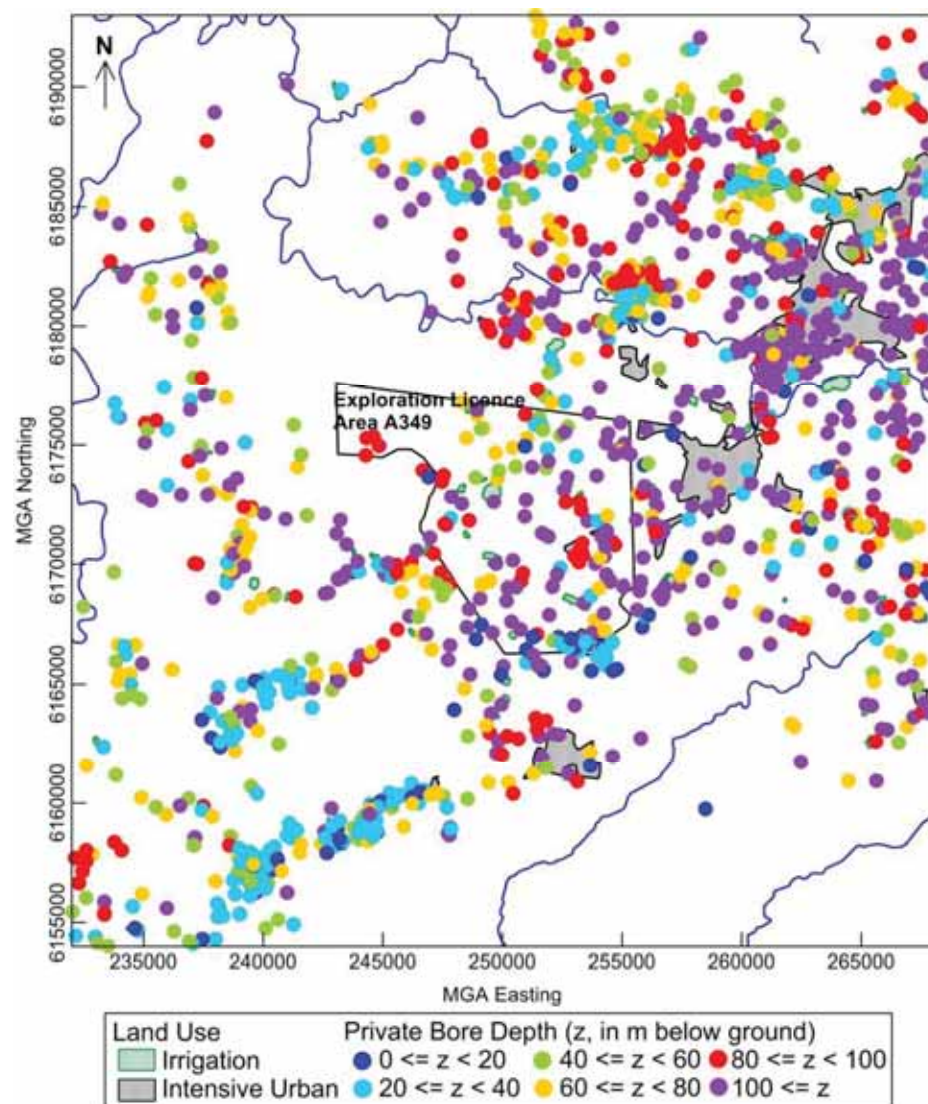 N
Exploration Licence
Area A349
MGA Northing
6190000
6185000
6180000
6175000
6170000
6165000
6160000
6155000
235000 240000 245000 250000 255000 260000 265000
MGA Easting
Land Use
Irrigation
Intensive Urban
Private Bore Depth (z, in m below ground)
0 <= z < 20 40 <= z < 60 80 <= z < 100
20 <= z < 40 60 <= z < 80 100 <= z